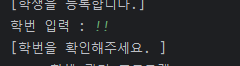 [학생을 등록합니다.]
학번 입력 : !!
[학번을 확인해주세요. ]